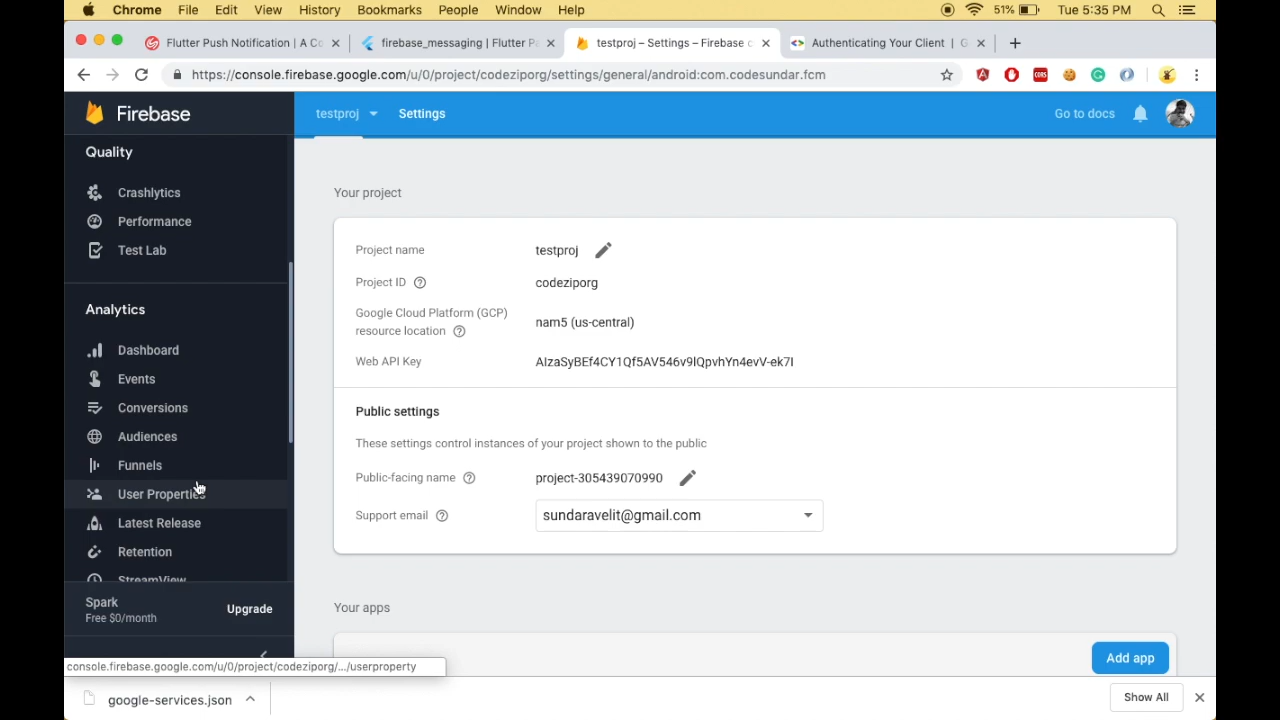 Chrome File Edit View History Bookmarks People Window Help 51% Tue 5:35 PM
Flutter Push Notification | A Co
firebase_messaging | Flutter Pa
testproj – Settings – Firebase c
Authenticating Your Client | G
https://console.firebase.google.com/u/0/project/codeziporg/settings/general/android:com.codesundar.fcm
CORS
Firebase
testproj Settings Go to docs
Quality
Crashlytics
Performance
Test Lab
Analytics
Dashboard
Events
Conversions
Audiences
Funnels
User Properties
Latest Release
Retention
StreamView
Spark
Free $0/month
Upgrade
Your project
Project name testproj
Project ID codeziporg
Google Cloud Platform (GCP)
resource location nam5 (us-central)
Web API Key AIzaSyBEf4CY1Qf5AV546v9lQpvhYn4evV-ek7I
Public settings
These settings control instances of your project shown to the public
Public-facing name project-305439070990
Support email sundaravelit@gmail.com
Your apps
Add app
console.firebase.google.com/u/0/project/codeziporg/.../userproperty
google-services.json
Show All